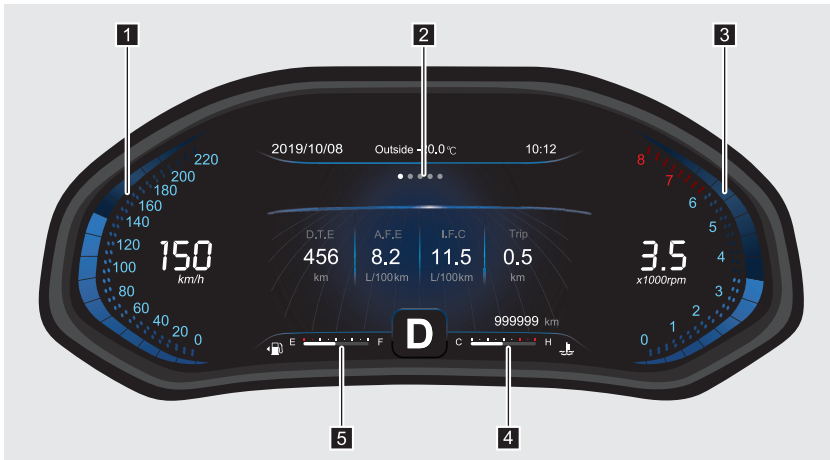 1
2
3
2019/10/08 Outside -20.0 ℃ 10:12
220
200
180
160
140
120
100
80
60
40
20
0
150
km/h
D.T.E A.F.E I.F.C Trip
456 8.2 11.5 0.5
km L/100km L/100km km
8
7
6
5
4
3
2
1
0
3.5
x1000rpm
999999 km
E F
D
C H
5
4